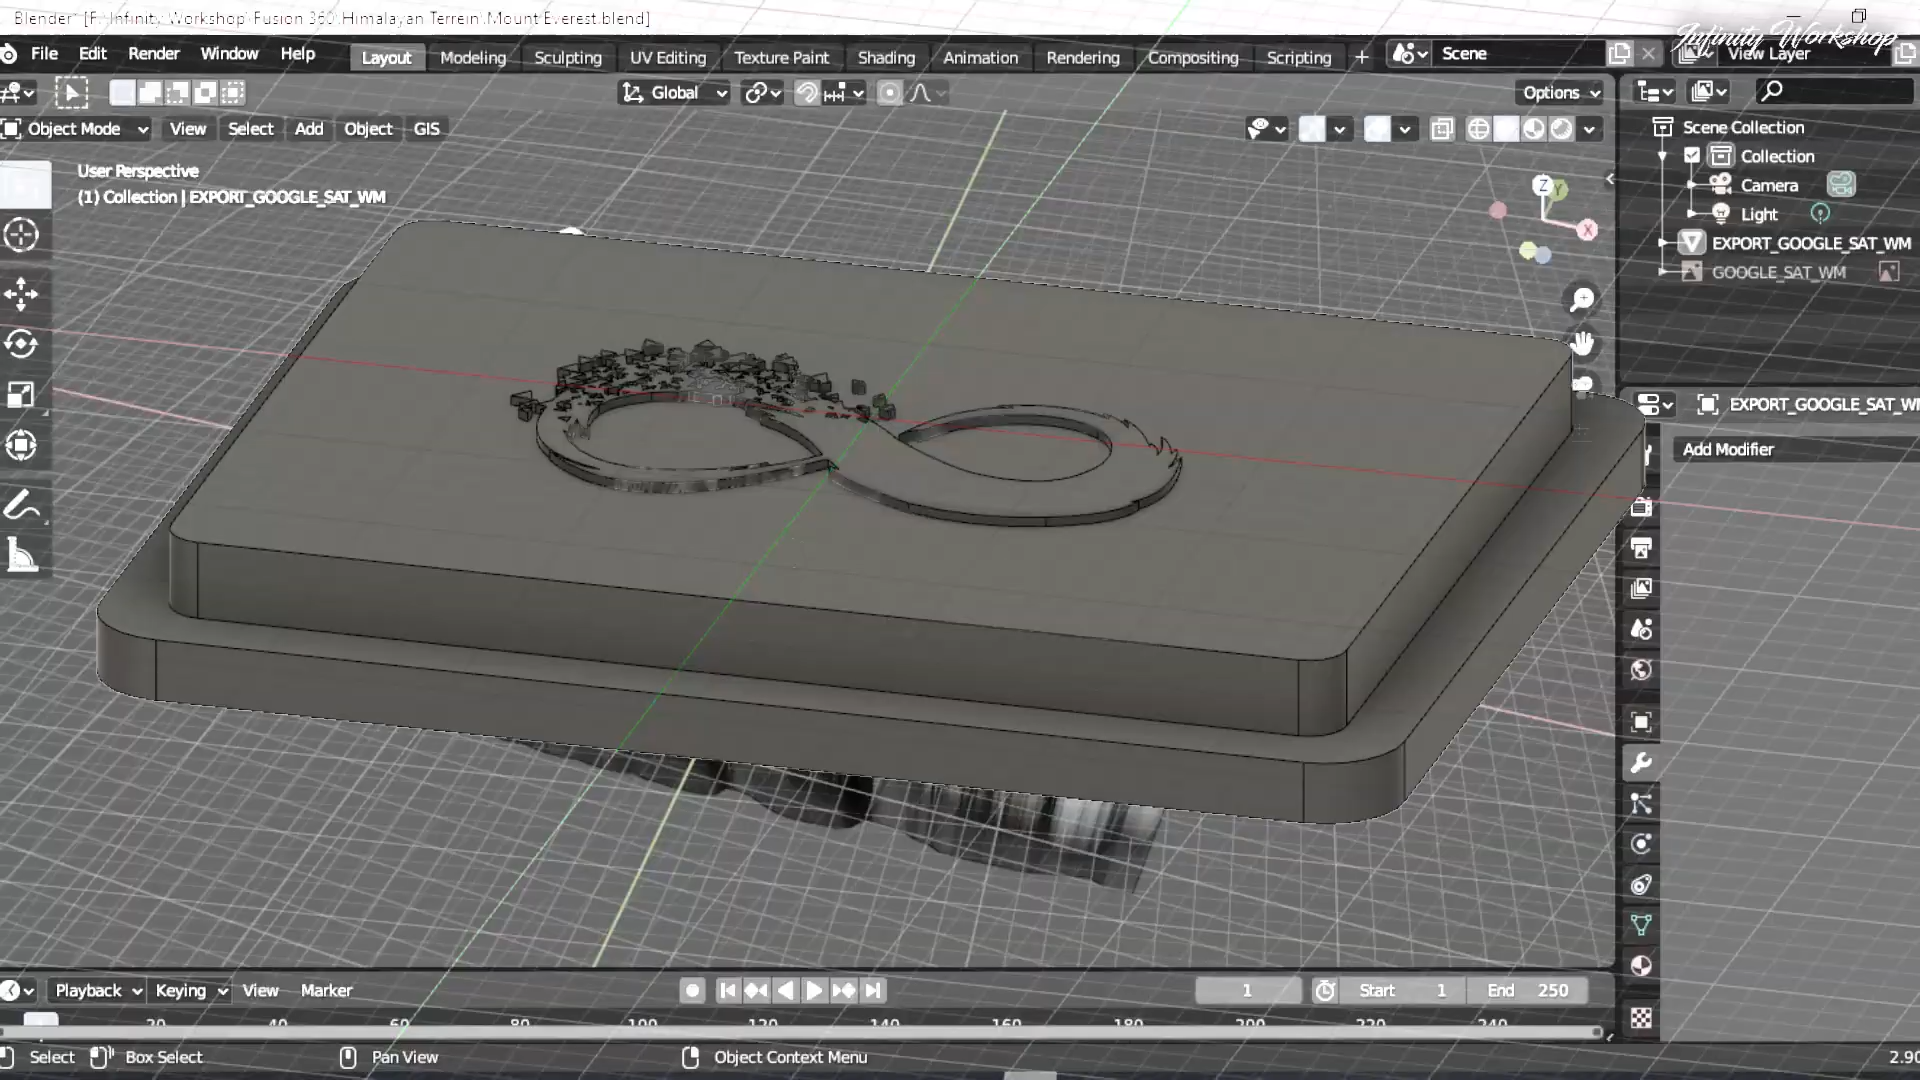 Blender* [F:\Infinity Workshop\Fusion 360\Himalayan Terrein\Mount Everest.blend]
Infinity Workshop
File Edit Render Window Help Layout Modeling Sculpting UV Editing Texture Paint Shading Animation Rendering Compositing Scripting + Scene View Layer
Global Options
Object Mode View Select Add Object GIS
User Perspective
(1) Collection | EXPORT_GOOGLE_SAT_WM
Z Y X
Scene Collection
Collection
Camera
Light
EXPORT_GOOGLE_SAT_WM
GOOGLE_SAT_WM
EXPORT_GOOGLE_SAT_WM
Add Modifier
Playback Keying View Marker 1 Start 1 End 250
20 40 60 80 100 120 140 160 180 200 220 240
Select Box Select Pan View Object Context Menu 2.90